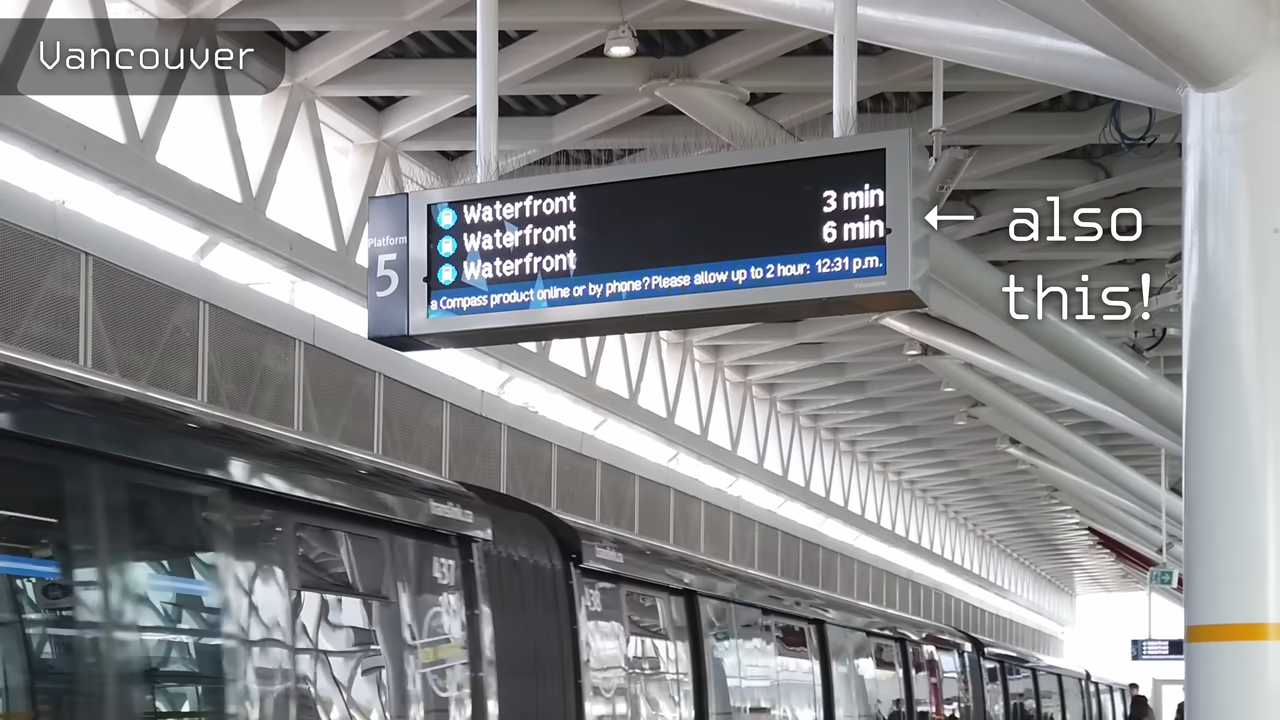 Vancouver
Platform
5
Waterfront 3 min
Waterfront 6 min
Waterfront
a Compass product online or by phone? Please allow up to 2 hour: 12:31 p.m.
← also
this!
437
438